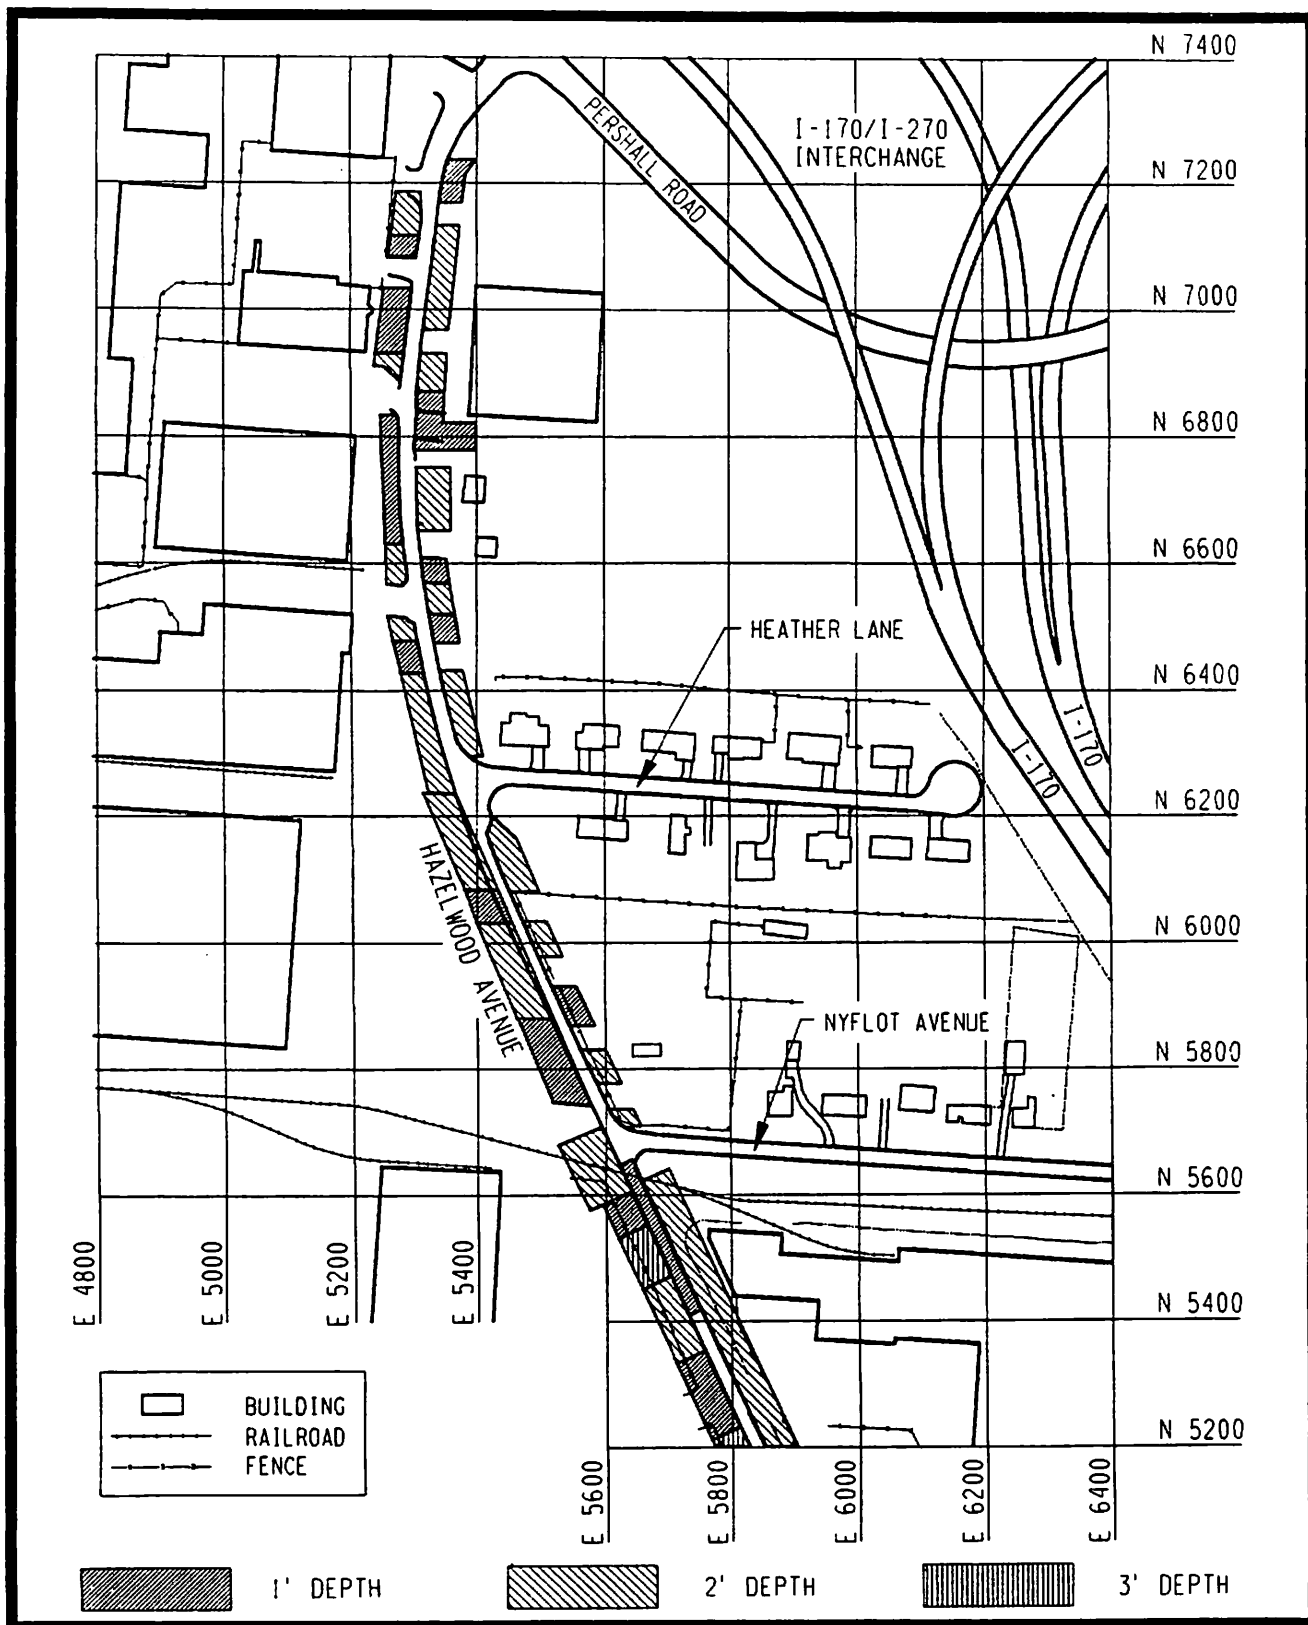 N 7400
PERSHALL ROAD
I-170/I-270
INTERCHANGE
N 7200
N 7000
N 6800
N 6600
HEATHER LANE
N 6400
I-170
I-170
N 6200
HAZELWOOD AVENUE
N 6000
NYFLOT AVENUE
N 5800
N 5600
E 4800
E 5000
E 5200
E 5400
N 5400
BUILDING
RAILROAD
FENCE
N 5200
E 5600
E 5800
E 6000
E 6200
E 6400
1' DEPTH
2' DEPTH
3' DEPTH